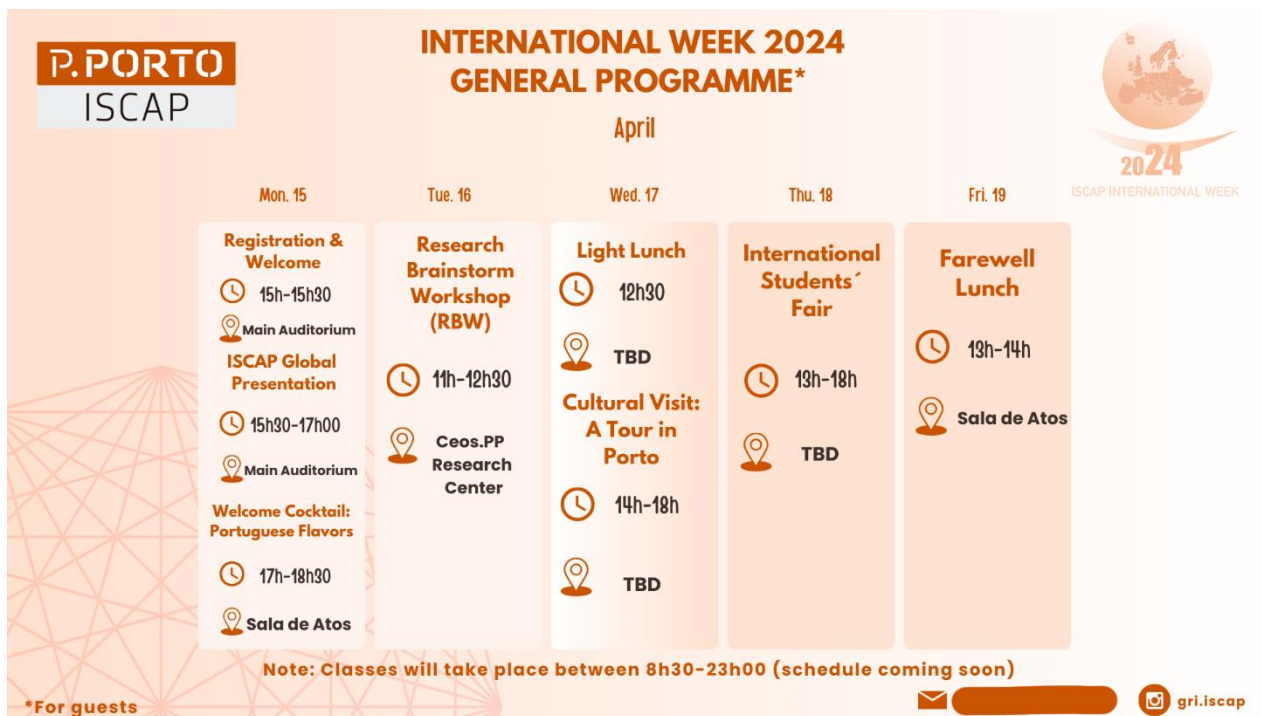 P.PORTO
ISCAP
INTERNATIONAL WEEK 2024
GENERAL PROGRAMME*
April
2024
ISCAP INTERNATIONAL WEEK
Mon. 15
Registration &
Welcome
15h-15h30
Main Auditorium
ISCAP Global
Presentation
15h30-17h00
Main Auditorium
Welcome Cocktail:
Portuguese Flavors
17h-18h30
Sala de Atos
Tue. 16
Research
Brainstorm
Workshop
(RBW)
11h-12h30
Ceos.PP
Research
Center
Wed. 17
Light Lunch
12h30
TBD
Cultural Visit:
A Tour in
Porto
14h-18h
TBD
Thu. 18
International
Students´
Fair
13h-18h
TBD
Fri. 19
Farewell
Lunch
13h-14h
Sala de Atos
Note: Classes will take place between 8h30-23h00 (schedule coming soon)
*For guests
gri.iscap